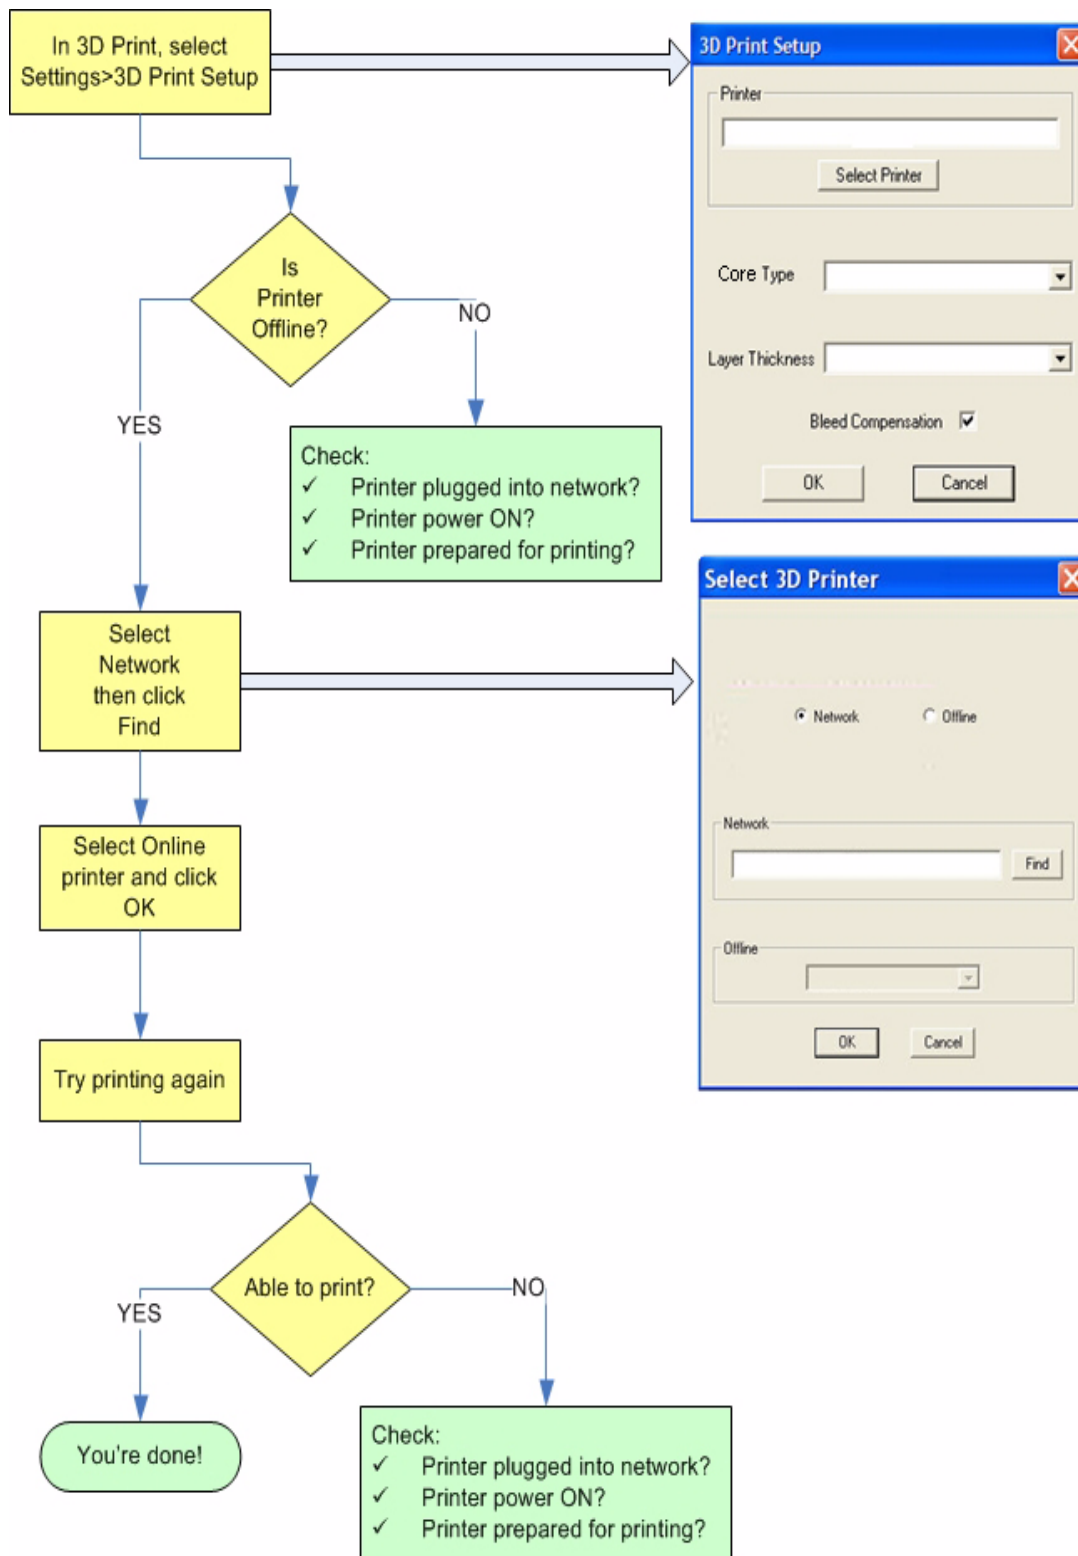 In 3D Print, select
Settings>3D Print Setup
3D Print Setup
Printer
Select Printer
Core Type
Layer Thickness
Bleed Compensation
OK
Cancel
Is
Printer
Offline?
NO
YES
Check:
✓ Printer plugged into network?
✓ Printer power ON?
✓ Printer prepared for printing?
Select
Network
then click
Find
Select 3D Printer
Network
Offline
Network
Find
Offline
OK
Cancel
Select Online
printer and click
OK
Try printing again
Able to print?
YES
NO
You're done!
Check:
✓ Printer plugged into network?
✓ Printer power ON?
✓ Printer prepared for printing?